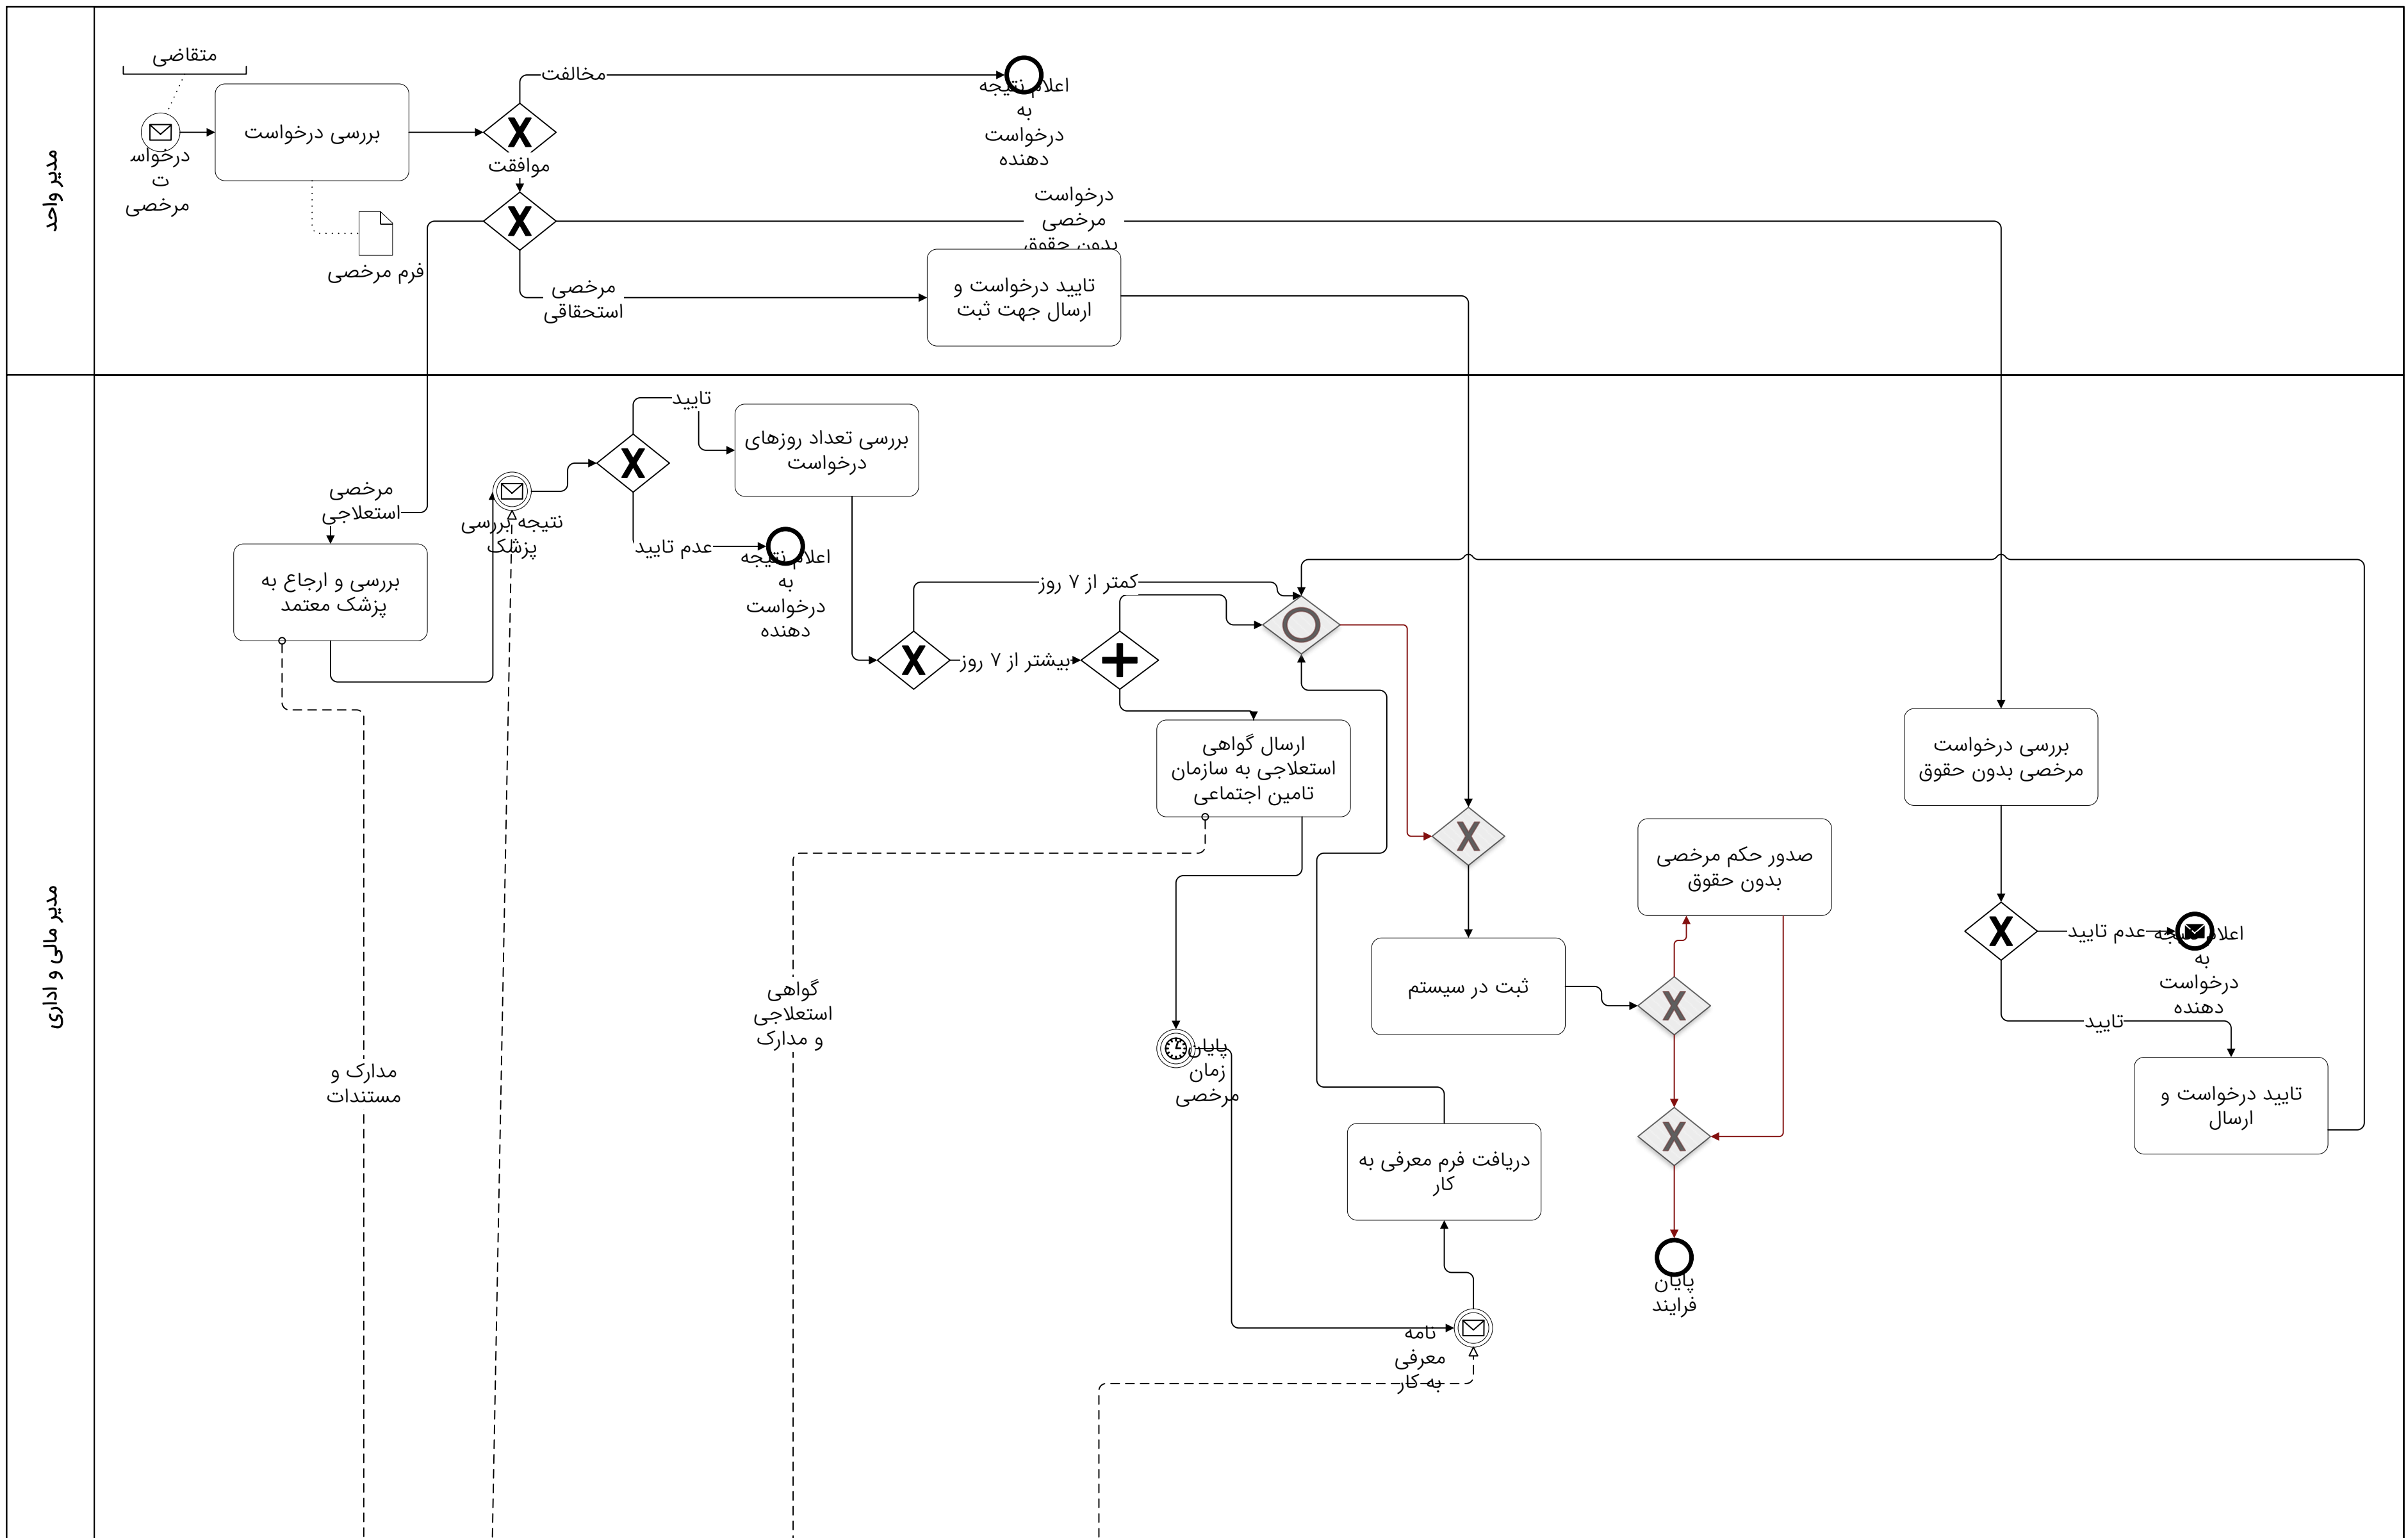 متقاضی
مخالفت
اعلام نتیجه
به
درخواست
دهنده
بررسی درخواست
درخواس
ت
مرخصی
موافقت
فرم مرخصی
درخواست
مرخصی
بدون حقوق
تایید درخواست و
ارسال جهت ثبت
مرخصی
استحقاقی
مدیر واحد
تایید
بررسی تعداد روزهای
درخواست
مرخصی
استعلاجی
نتیجه بررسی
پزشک
عدم تایید
اعلام نتیجه
به
درخواست
دهنده
بررسی و ارجاع به
پزشک معتمد
کمتر از ۷ روز
بیشتر از ۷ روز
ارسال گواهی
استعلاجی به سازمان
تامین اجتماعی
بررسی درخواست
مرخصی بدون حقوق
صدور حکم مرخصی
بدون حقوق
مدیر مالی و اداری
عدم تایید
اعلام نتیجه
به
درخواست
دهنده
ثبت در سیستم
گواهی
استعلاجی
و مدارک
تایید
پایان
زمان
مرخصی
مدارک و
مستندات
تایید درخواست و
ارسال
دریافت فرم معرفی به
کار
پایان
فرایند
نامه
معرفی
به کار